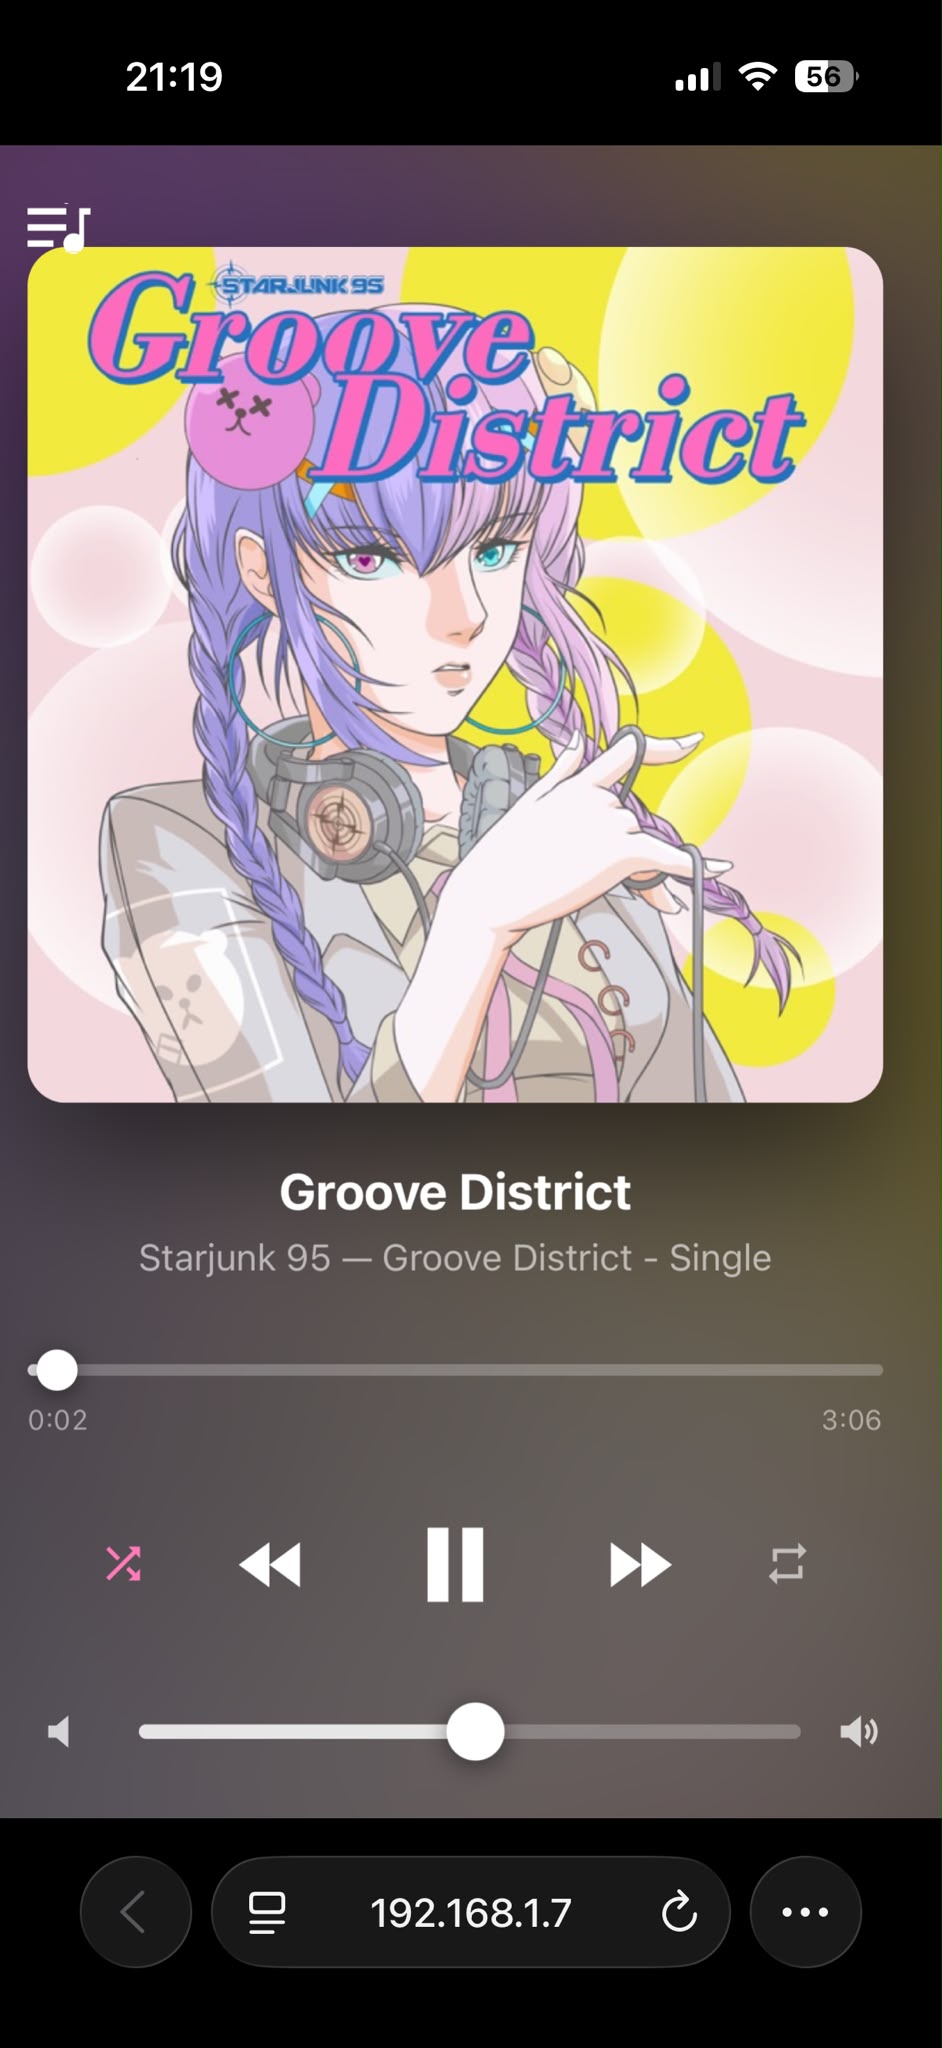 21:19
56
STARJUNK 95
Groove
District
Groove District
Starjunk 95 — Groove District - Single
0:02
3:06
192.168.1.7